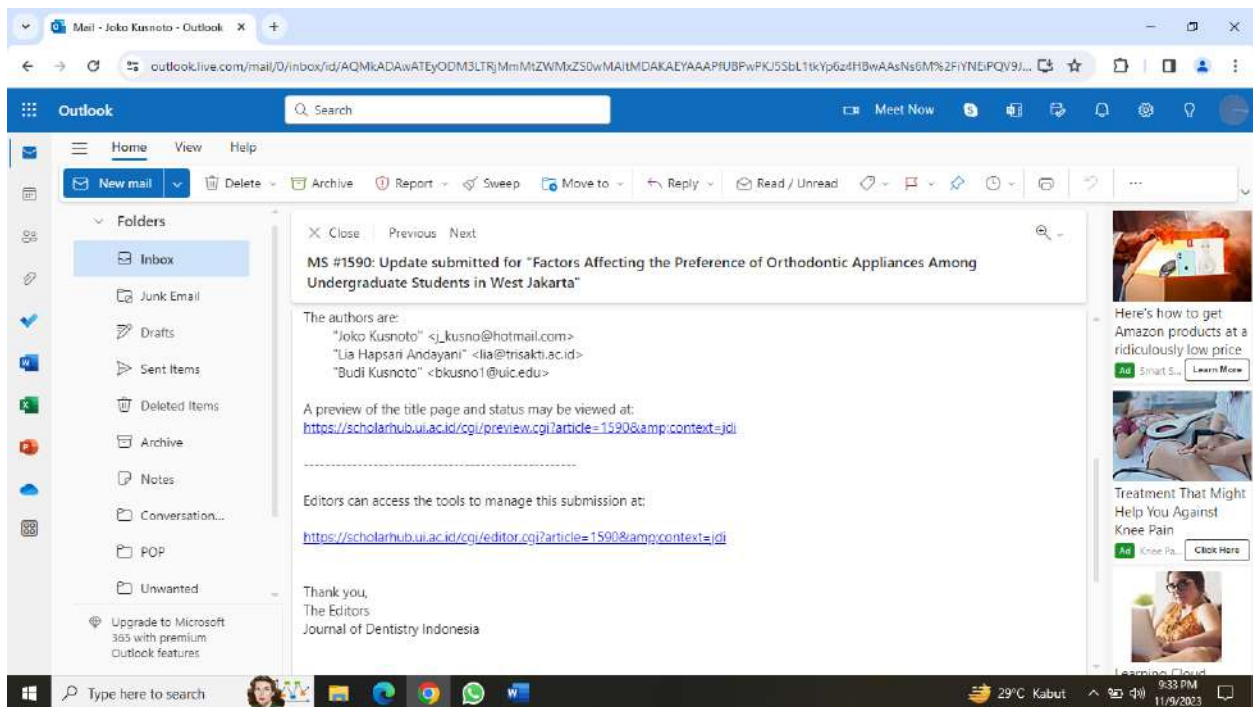 Mail - Joko Kusnoto - Outlook
Outlook
Search
Meet Now
Home View Help
New mail Delete Archive Report Sweep Move to Reply Read / Unread
Folders
Inbox
Junk Email
Drafts
Sent Items
Deleted Items
Archive
Notes
Conversation...
POP
Unwanted
Upgrade to Microsoft
365 with premium
Outlook features
Close Previous Next
MS #1590: Update submitted for "Factors Affecting the Preference of Orthodontic Appliances Among
Undergraduate Students in West Jakarta"
The authors are:
"Joko Kusnoto" <j_kusno@hotmail.com>
"Lia Hapsari Andayani" <lia@trisakti.ac.id>
"Budi Kusnoto" <bkusno1@uic.edu>
A preview of the title page and status may be viewed at:
https://scholarhub.ui.ac.id/cgi/preview.cgi?article=1590&amp;context=jdi
----------------------------------------------------
Editors can access the tools to manage this submission at:
https://scholarhub.ui.ac.id/cgi/editor.cgi?article=1590&amp;context=jdi
Thank you,
The Editors
Journal of Dentistry Indonesia
Here's how to get
Amazon products at a
ridiculously low price
Ad Smart S... Learn More
Treatment That Might
Help You Against
Knee Pain
Ad Knee Pa... Click Here
Learning Cloud
Type here to search
29°C Kabut
9:33 PM
11/9/2023